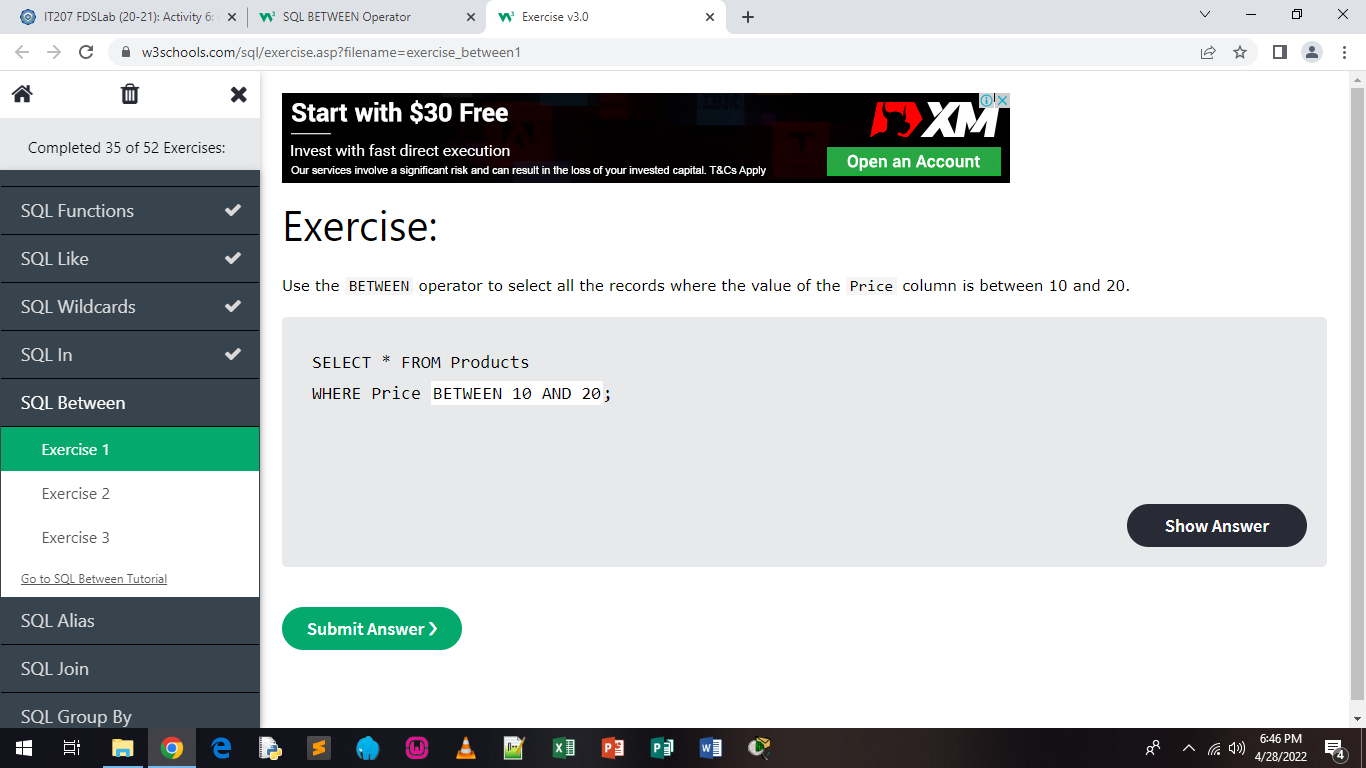 IT207 FDSLab (20-21): Activity 6:
SQL BETWEEN Operator
Exercise v3.0
w3schools.com/sql/exercise.asp?filename=exercise_between1
Completed 35 of 52 Exercises:
SQL Functions
SQL Like
SQL Wildcards
SQL In
SQL Between
Exercise 1
Exercise 2
Exercise 3
Go to SQL Between Tutorial
SQL Alias
SQL Join
SQL Group By
Start with $30 Free
Invest with fast direct execution
Our services involve a significant risk and can result in the loss of your invested capital. T&Cs Apply
XM
Open an Account
Exercise:
Use the BETWEEN operator to select all the records where the value of the Price column is between 10 and 20.
SELECT * FROM Products
WHERE Price BETWEEN 10 AND 20;
Show Answer
Submit Answer ❯
6:46 PM
4/28/2022
4